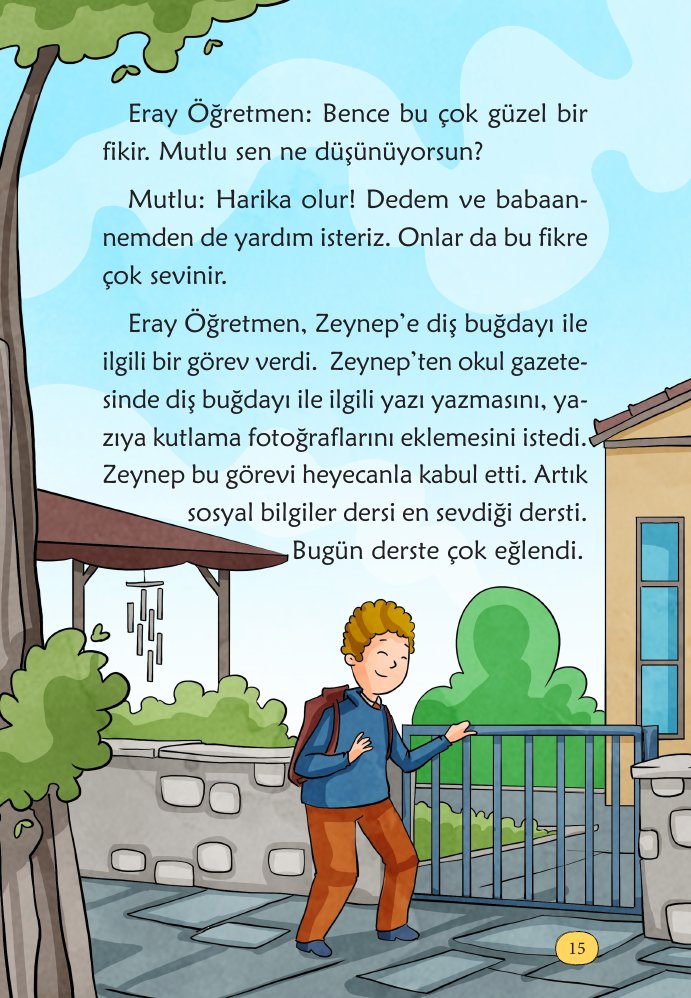 Eray Öğretmen: Bence bu çok güzel bir
fikir. Mutlu sen ne düşünüyorsun?
Mutlu: Harika olur! Dedem ve babaan-
nemden de yardım isteriz. Onlar da bu fikre
çok sevinir.
Eray Öğretmen, Zeynep’e diş buğdayı ile
ilgili bir görev verdi. Zeynep’ten okul gazete-
sinde diş buğdayı ile ilgili yazı yazmasını, ya-
zıya kutlama fotoğraflarını eklemesini istedi.
Zeynep bu görevi heyecanla kabul etti. Artık
sosyal bilgiler dersi en sevdiği dersti.
Bugün derste çok eğlendi.
15